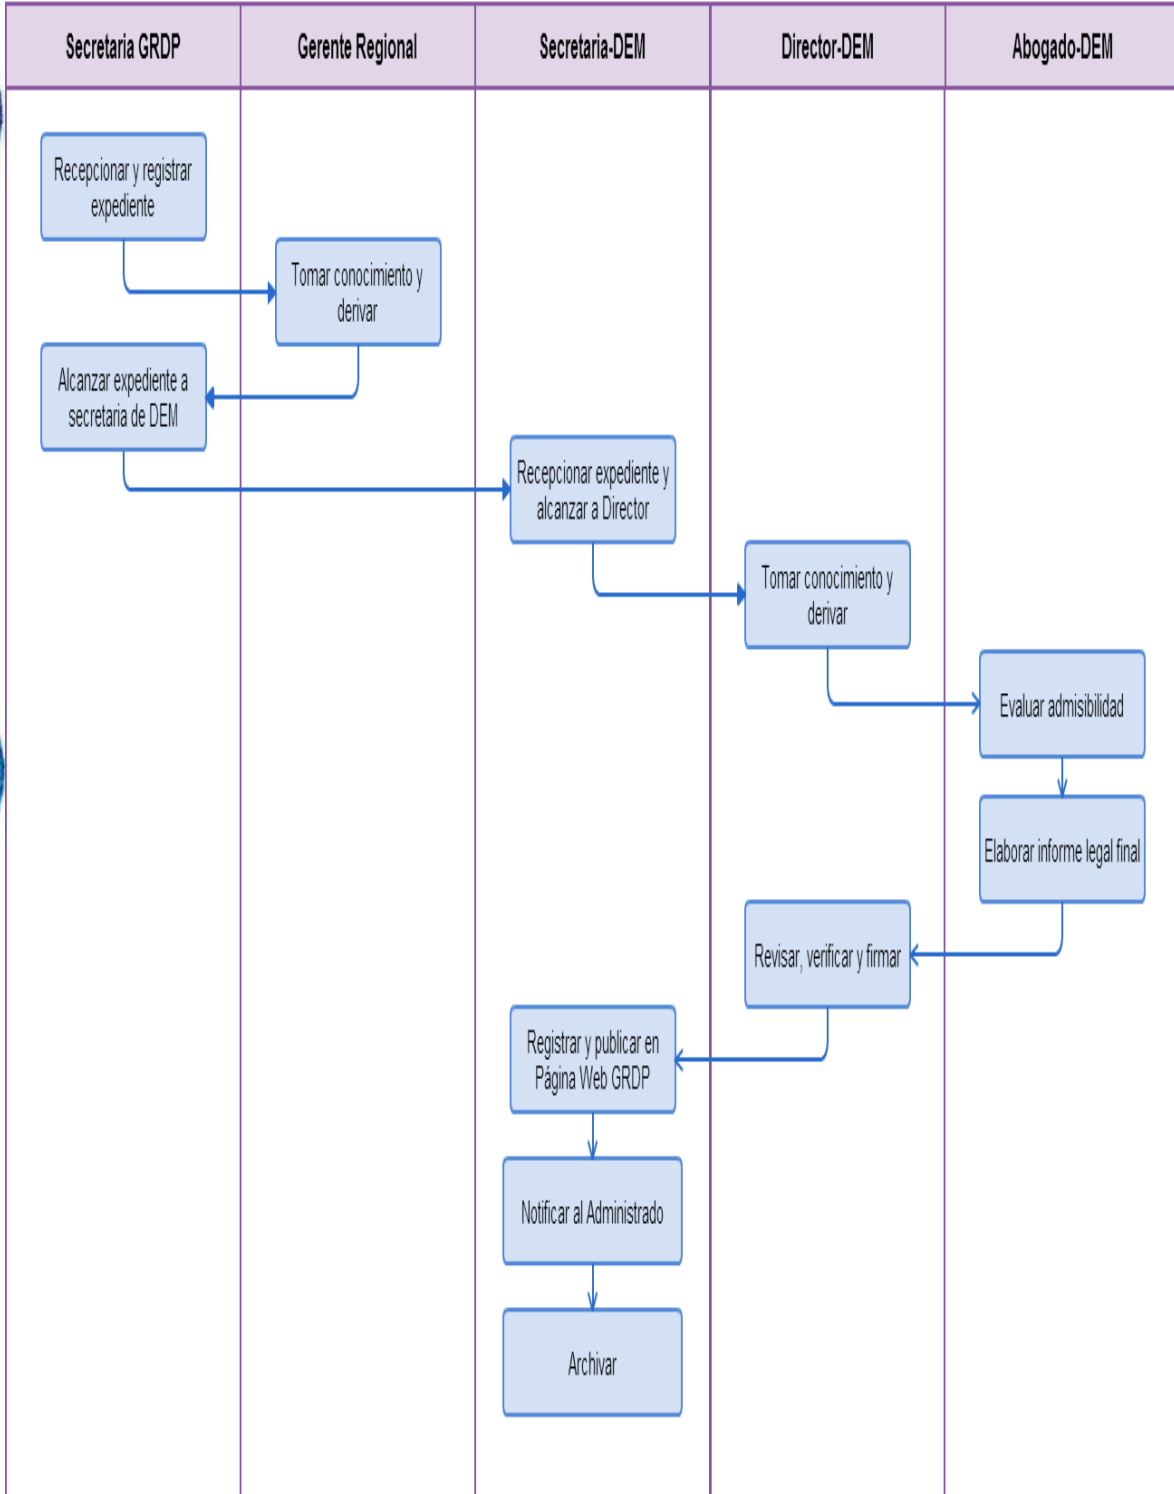 Secretaria GRDP
Gerente Regional
Secretaria-DEM
Director-DEM
Abogado-DEM
Recepcionar y registrar
expediente
Tomar conocimiento y
derivar
Alcanzar expediente a
secretaria de DEM
Recepcionar expediente y
alcanzar a Director
Tomar conocimiento y
derivar
Evaluar admisibilidad
Elaborar informe legal final
Revisar, verificar y firmar
Registrar y publicar en
Página Web GRDP
Notificar al Administrado
Archivar